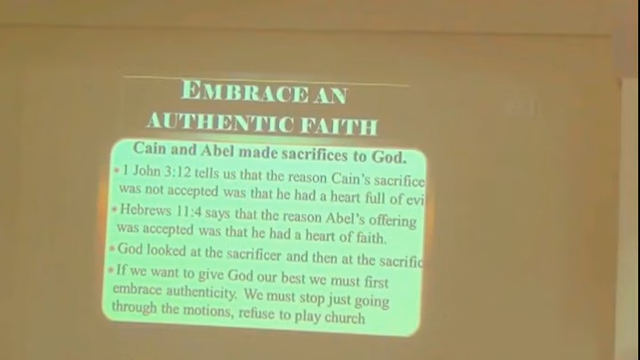 EMBRACE AN
AUTHENTIC FAITH
Cain and Abel made sacrifices to God.
• 1 John 3:12 tells us that the reason Cain's sacrifice
was not accepted was that he had a heart full of evi
• Hebrews 11:4 says that the reason Abel's offering
was accepted was that he had a heart of faith.
• God looked at the sacrificer and then at the sacrific
• If we want to give God our best we must first
embrace authenticity. We must stop just going
through the motions, refuse to play church